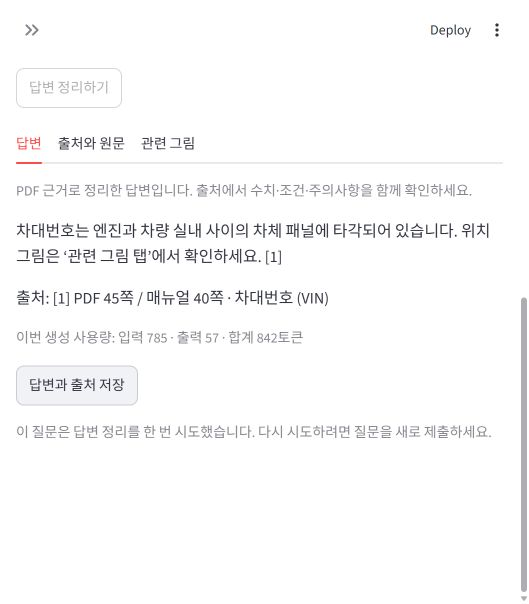 Deploy
답변 정리하기
답변 출처와 원문 관련 그림
PDF 근거로 정리한 답변입니다. 출처에서 수치·조건·주의사항을 함께 확인하세요.
차대번호는 엔진과 차량 실내 사이의 차체 패널에 타각되어 있습니다. 위치
그림은 ‘관련 그림 탭’에서 확인하세요. [1]
출처: [1] PDF 45쪽 / 매뉴얼 40쪽 · 차대번호 (VIN)
이번 생성 사용량: 입력 785 · 출력 57 · 합계 842토큰
답변과 출처 저장
이 질문은 답변 정리를 한 번 시도했습니다. 다시 시도하려면 질문을 새로 제출하세요.